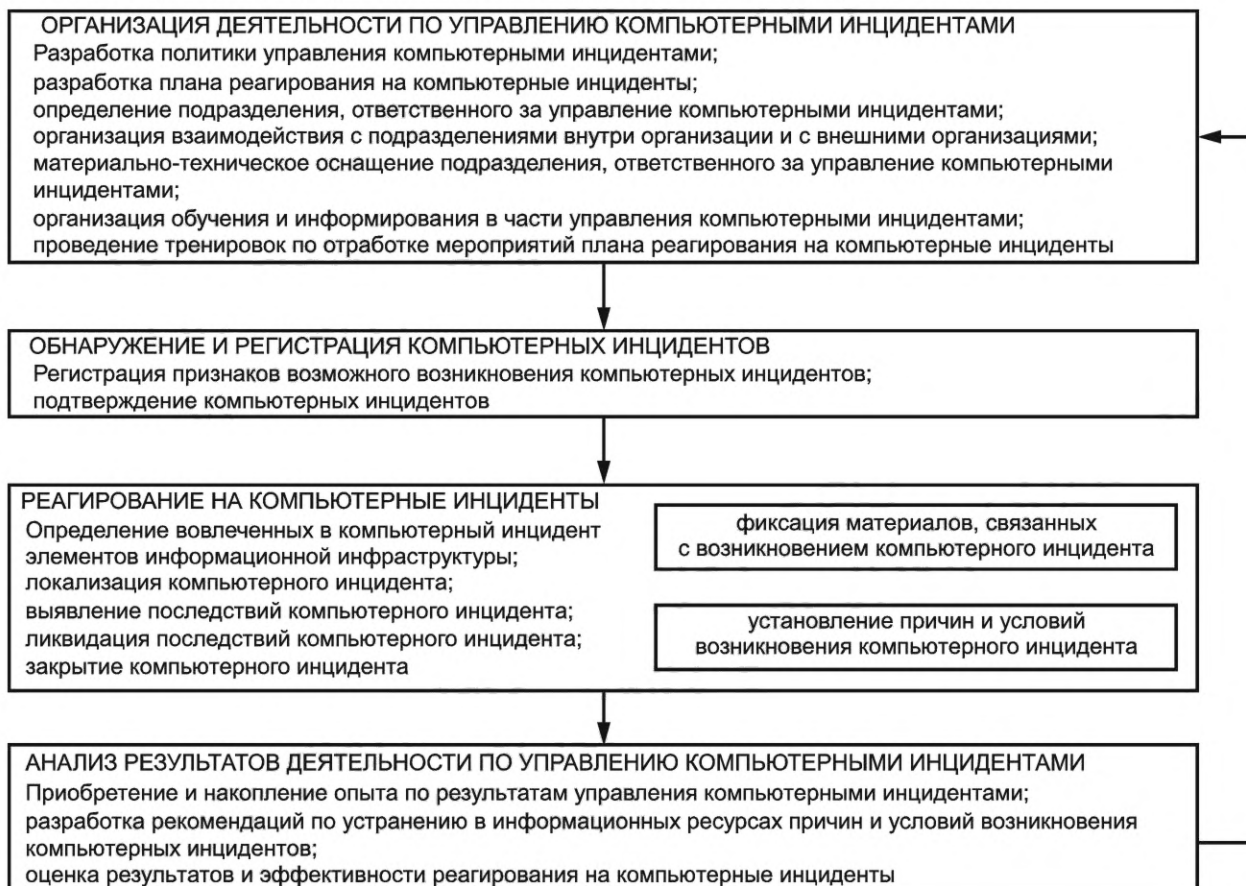 ОРГАНИЗАЦИЯ ДЕЯТЕЛЬНОСТИ ПО УПРАВЛЕНИЮ КОМПЬЮТЕРНЫМИ ИНЦИДЕНТАМИ
Разработка политики управления компьютерными инцидентами;
разработка плана реагирования на компьютерные инциденты;
определение подразделения, ответственного за управление компьютерными инцидентами;
организация взаимодействия с подразделениями внутри организации и с внешними организациями;
материально-техническое оснащение подразделения, ответственного за управление компьютерными
инцидентами;
организация обучения и информирования в части управления компьютерными инцидентами;
проведение тренировок по отработке мероприятий плана реагирования на компьютерные инциденты
ОБНАРУЖЕНИЕ И РЕГИСТРАЦИЯ КОМПЬЮТЕРНЫХ ИНЦИДЕНТОВ
Регистрация признаков возможного возникновения компьютерных инцидентов;
подтверждение компьютерных инцидентов
РЕАГИРОВАНИЕ НА КОМПЬЮТЕРНЫЕ ИНЦИДЕНТЫ
Определение вовлеченных в компьютерный инцидент
элементов информационной инфраструктуры;
локализация компьютерного инцидента;
выявление последствий компьютерного инцидента;
ликвидация последствий компьютерного инцидента;
закрытие компьютерного инцидента
фиксация материалов, связанных
с возникновением компьютерного инцидента
установление причин и условий
возникновения компьютерного инцидента
АНАЛИЗ РЕЗУЛЬТАТОВ ДЕЯТЕЛЬНОСТИ ПО УПРАВЛЕНИЮ КОМПЬЮТЕРНЫМИ ИНЦИДЕНТАМИ
Приобретение и накопление опыта по результатам управления компьютерными инцидентами;
разработка рекомендаций по устранению в информационных ресурсах причин и условий возникновения
компьютерных инцидентов;
оценка результатов и эффективности реагирования на компьютерные инциденты